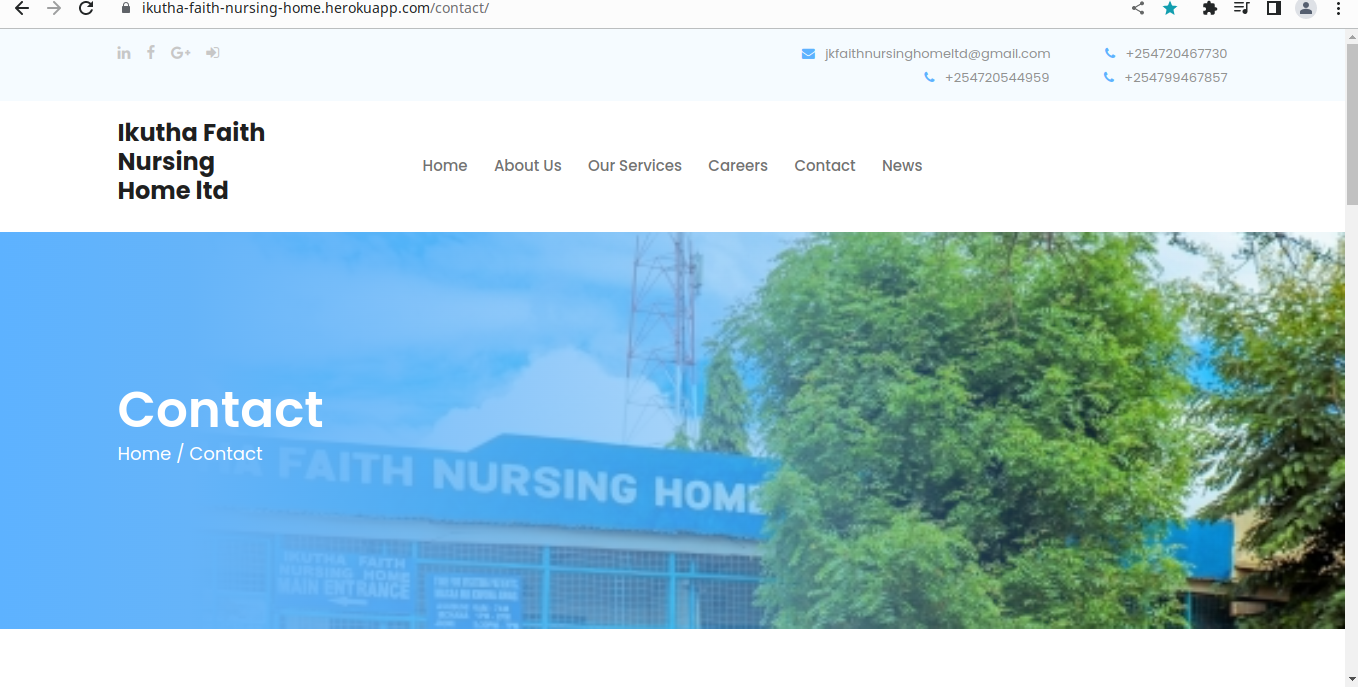 ikutha-faith-nursing-home.herokuapp.com/contact/
jkfaithnursinghomeltd@gmail.com +254720467730
+254720544959 +254799467857
Ikutha Faith
Nursing
Home ltd
Home About Us Our Services Careers Contact News
Contact
Home / Contact
FAITH NURSING HOME
IKUTHA FAITH
NURSING HOME
MAIN ENTRANCE